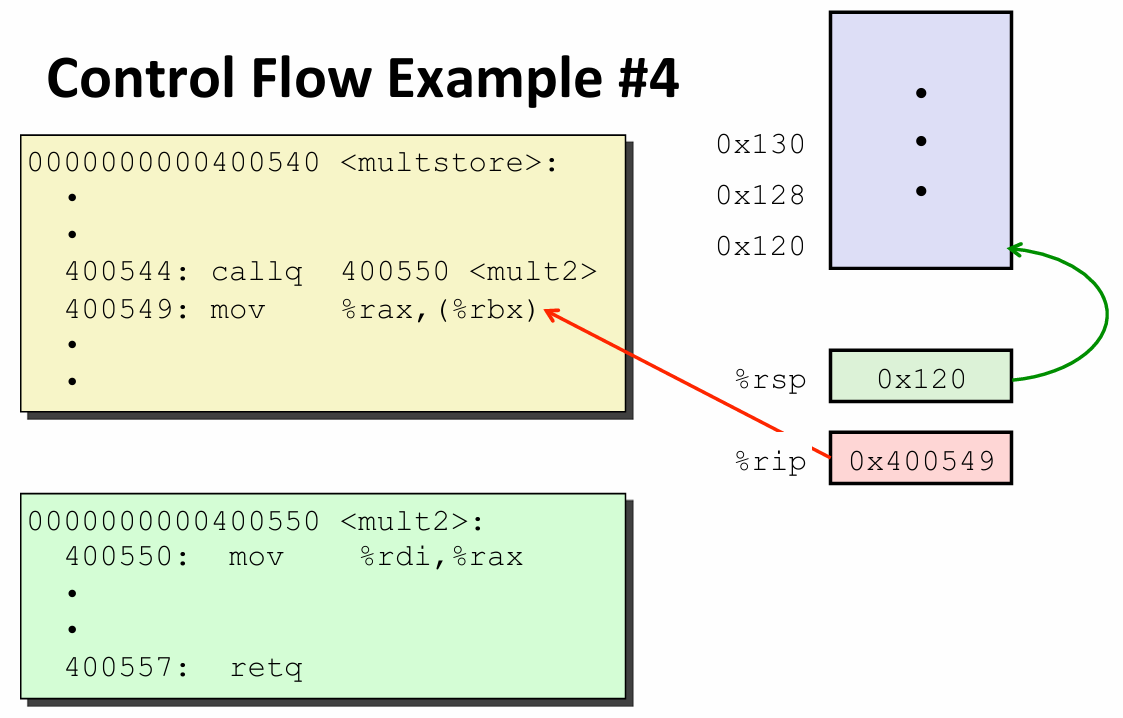 Control Flow Example #4
0000000000400540 <multstore>:
•
•
400544: callq 400550 <mult2>
400549: mov %rax,(%rbx)
•
•
0000000000400550 <mult2>:
400550: mov %rdi,%rax
•
•
400557: retq
•
•
•
0x130
0x128
0x120
%rsp 0x120
%rip 0x400549